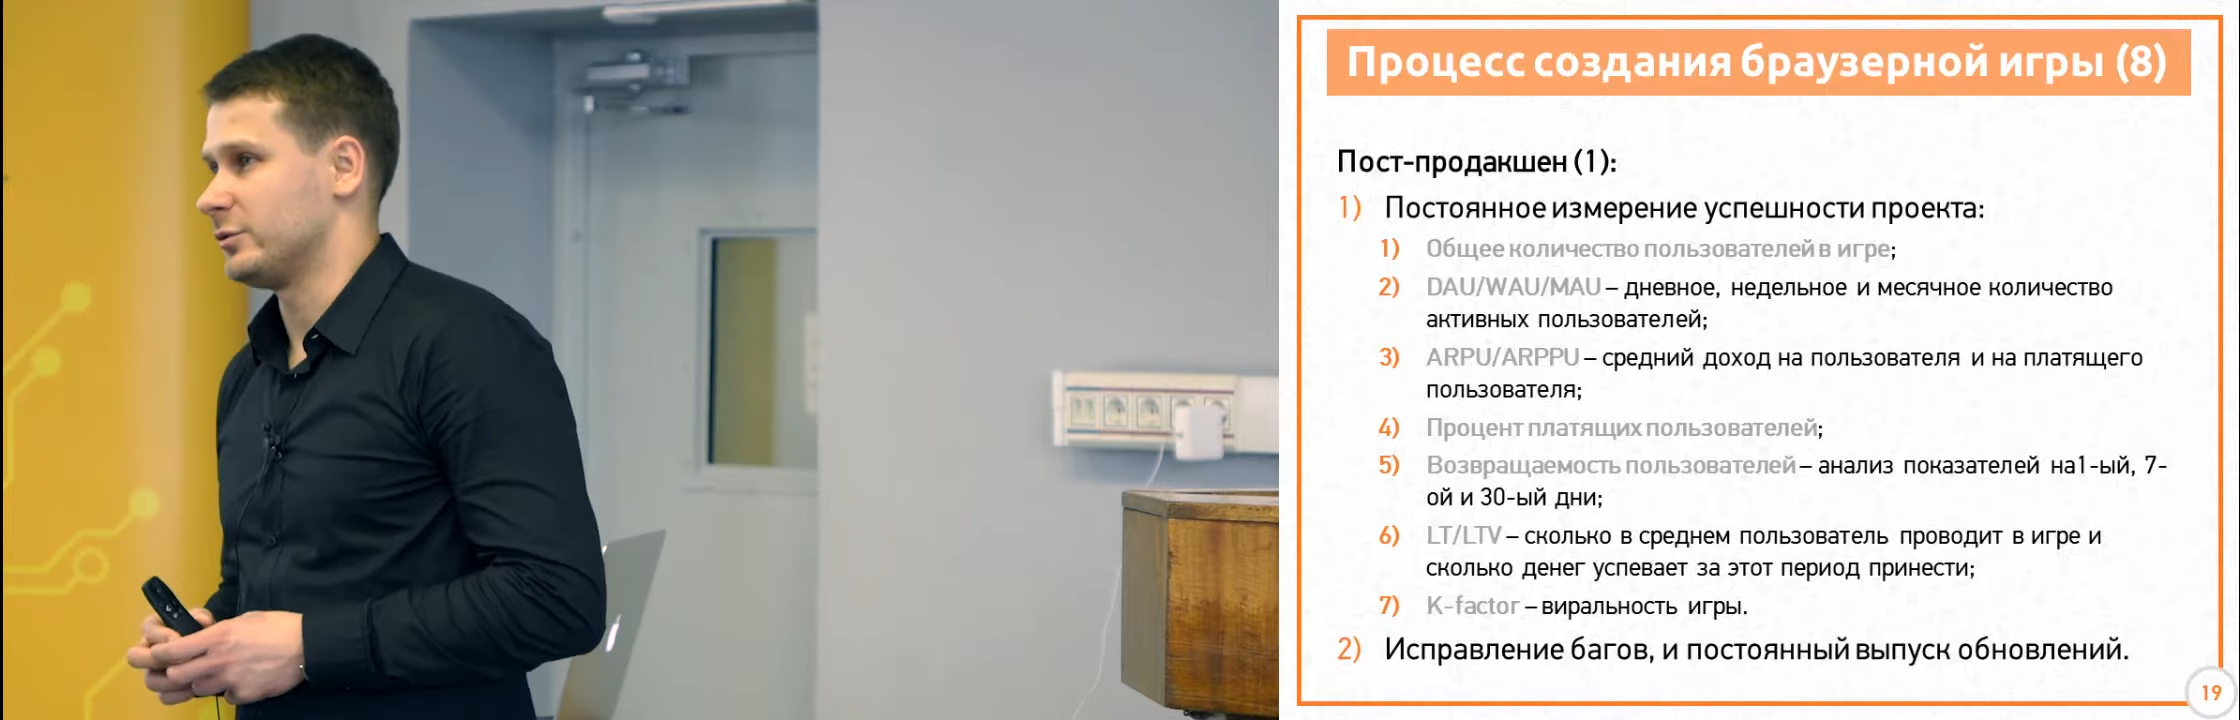 Процесс создания браузерной игры (8)
Пост-продакшен (1):
1) Постоянное измерение успешности проекта:
1) Общее количество пользователей в игре;
2) DAU/WAU/MAU – дневное, недельное и месячное количество
активных пользователей;
3) ARPU/ARPPU – средний доход на пользователя и на платящего
пользователя;
4) Процент платящих пользователей;
5) Возвращаемость пользователей – анализ показателей на1-ый, 7-
ой и 30-ый дни;
6) LT/LTV – сколько в среднем пользователь проводит в игре и
сколько денег успевает за этот период принести;
7) K-factor – виральность игры.
2) Исправление багов, и постоянный выпуск обновлений.
19